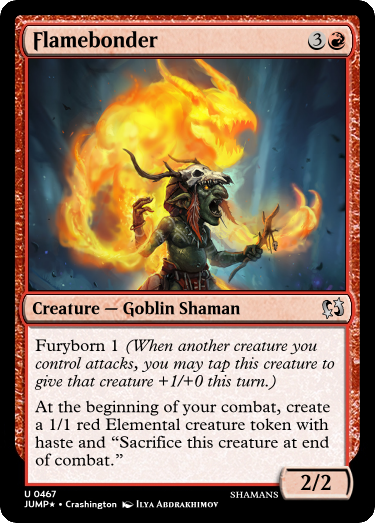 Flamebonder 3
Creature — Goblin Shaman
Furyborn 1 (When another creature you
control attacks, you may tap this creature to
give that creature +1/+0 this turn.)
At the beginning of your combat, create
a 1/1 red Elemental creature token with
haste and “Sacrifice this creature at end
of combat.”
2/2
U 0467 SHAMANS
JUMP★ • Crashington Ilya Abdrakhimov